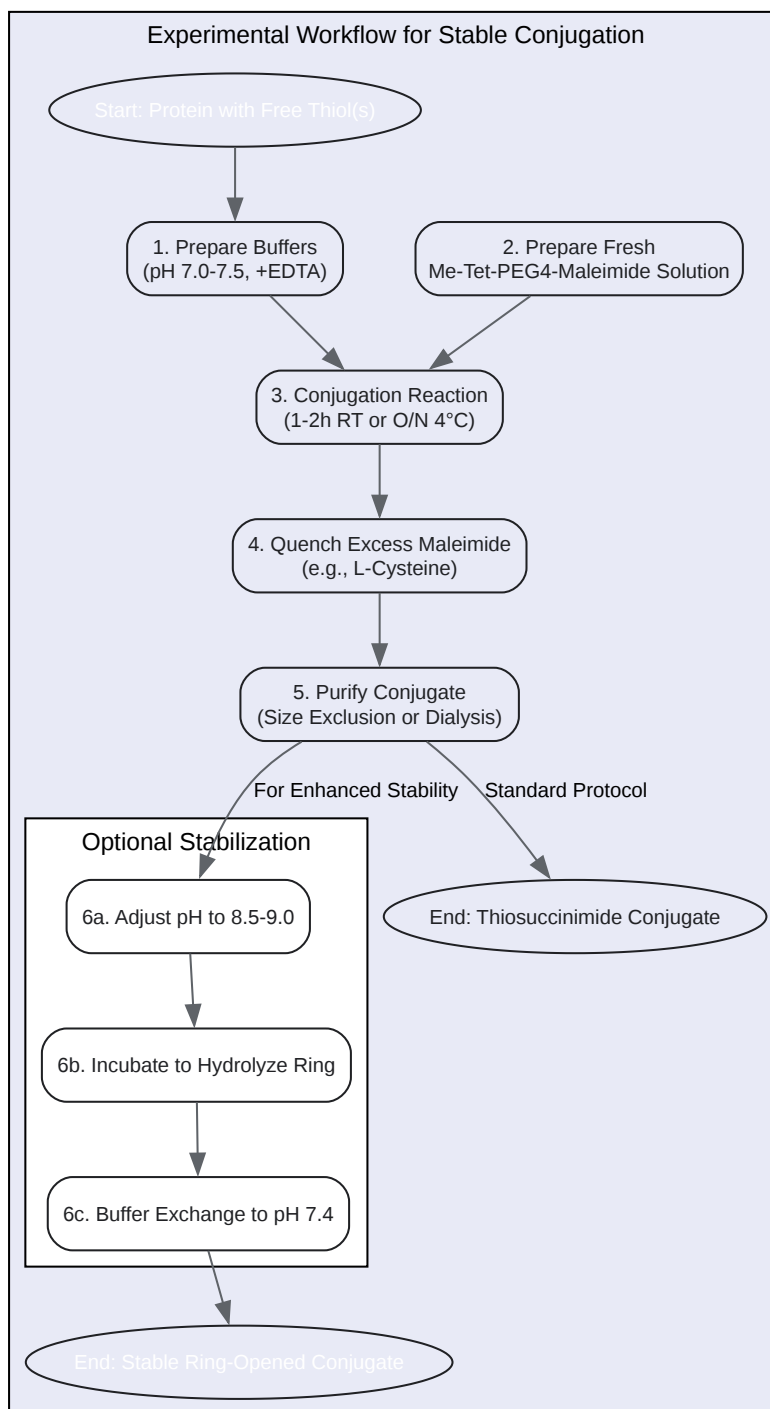 Experimental Workflow for Stable Conjugation
Start: Protein with Free Thiol(s)
1. Prepare Buffers
(pH 7.0-7.5, +EDTA)
2. Prepare Fresh
Me-Tet-PEG4-Maleimide Solution
3. Conjugation Reaction
(1-2h RT or O/N 4°C)
4. Quench Excess Maleimide
(e.g., L-Cysteine)
5. Purify Conjugate
(Size Exclusion or Dialysis)
For Enhanced Stability
Standard Protocol
Optional Stabilization
6a. Adjust pH to 8.5-9.0
End: Thiosuccinimide Conjugate
6b. Incubate to Hydrolyze Ring
6c. Buffer Exchange to pH 7.4
End: Stable Ring-Opened Conjugate